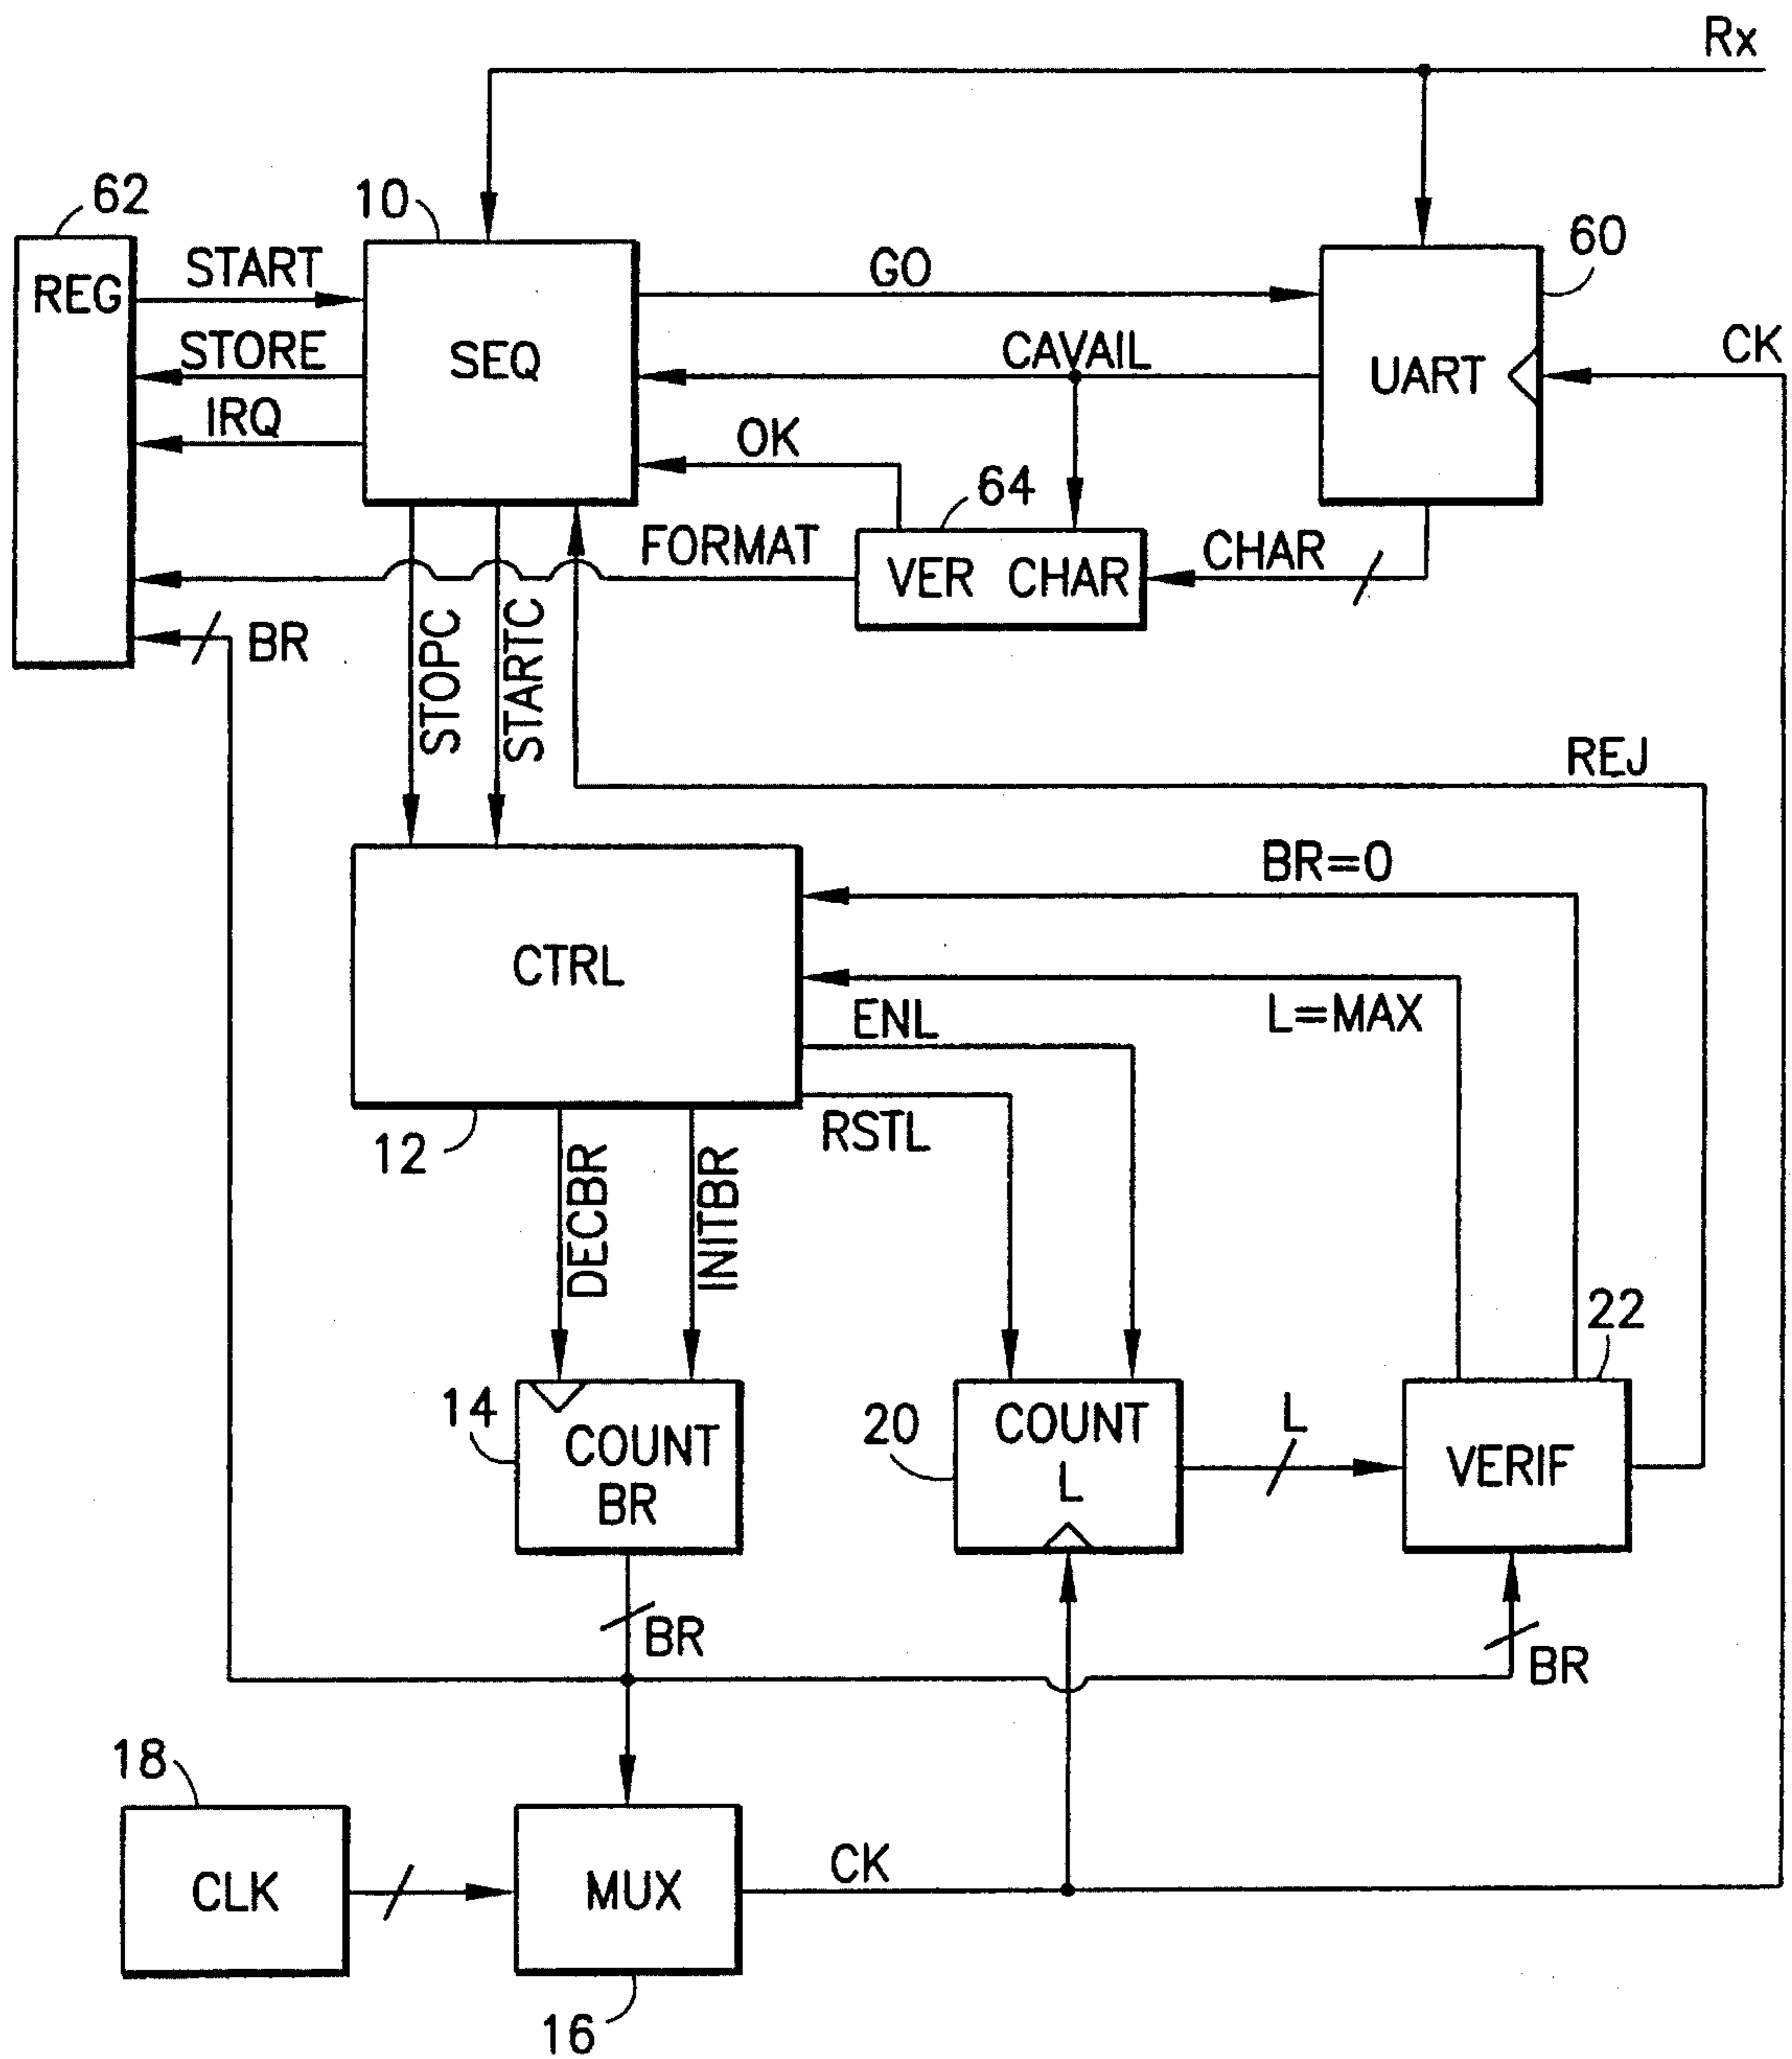 Rx
62
10
60
START
GO
REG
STORE
SEQ
CAVAIL
UART
CK
IRQ
OK
64
FORMAT
VER CHAR
CHAR
BR
STOPC
STARTC
REJ
BR=0
CTRL
ENL
L=MAX
RSTL
12
DECBR
INITBR
22
14
COUNT
BR
20
COUNT
L
L
VERIF
BR
BR
18
CLK
MUX
CK
16